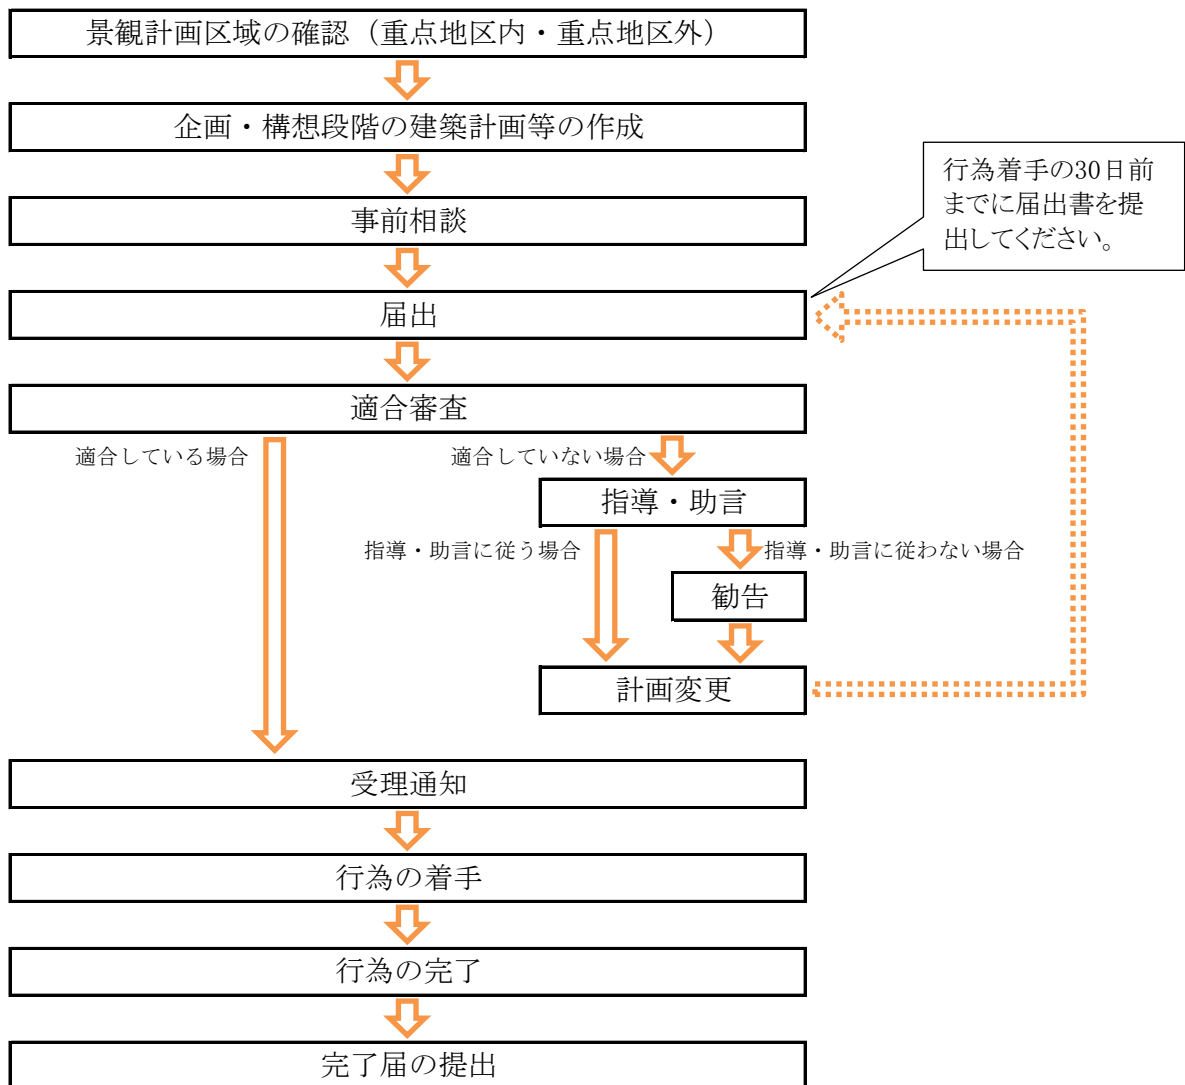 景観計画区域の確認（重点地区内・重点地区外）
企画・構想段階の建築計画等の作成
行為着手の30日前
までに届出書を提
出してください。
事前相談
届出
適合審査
適合している場合
適合していない場合
指導・助言
指導・助言に従う場合
指導・助言に従わない場合
勧告
計画変更
受理通知
行為の着手
行為の完了
完了届の提出